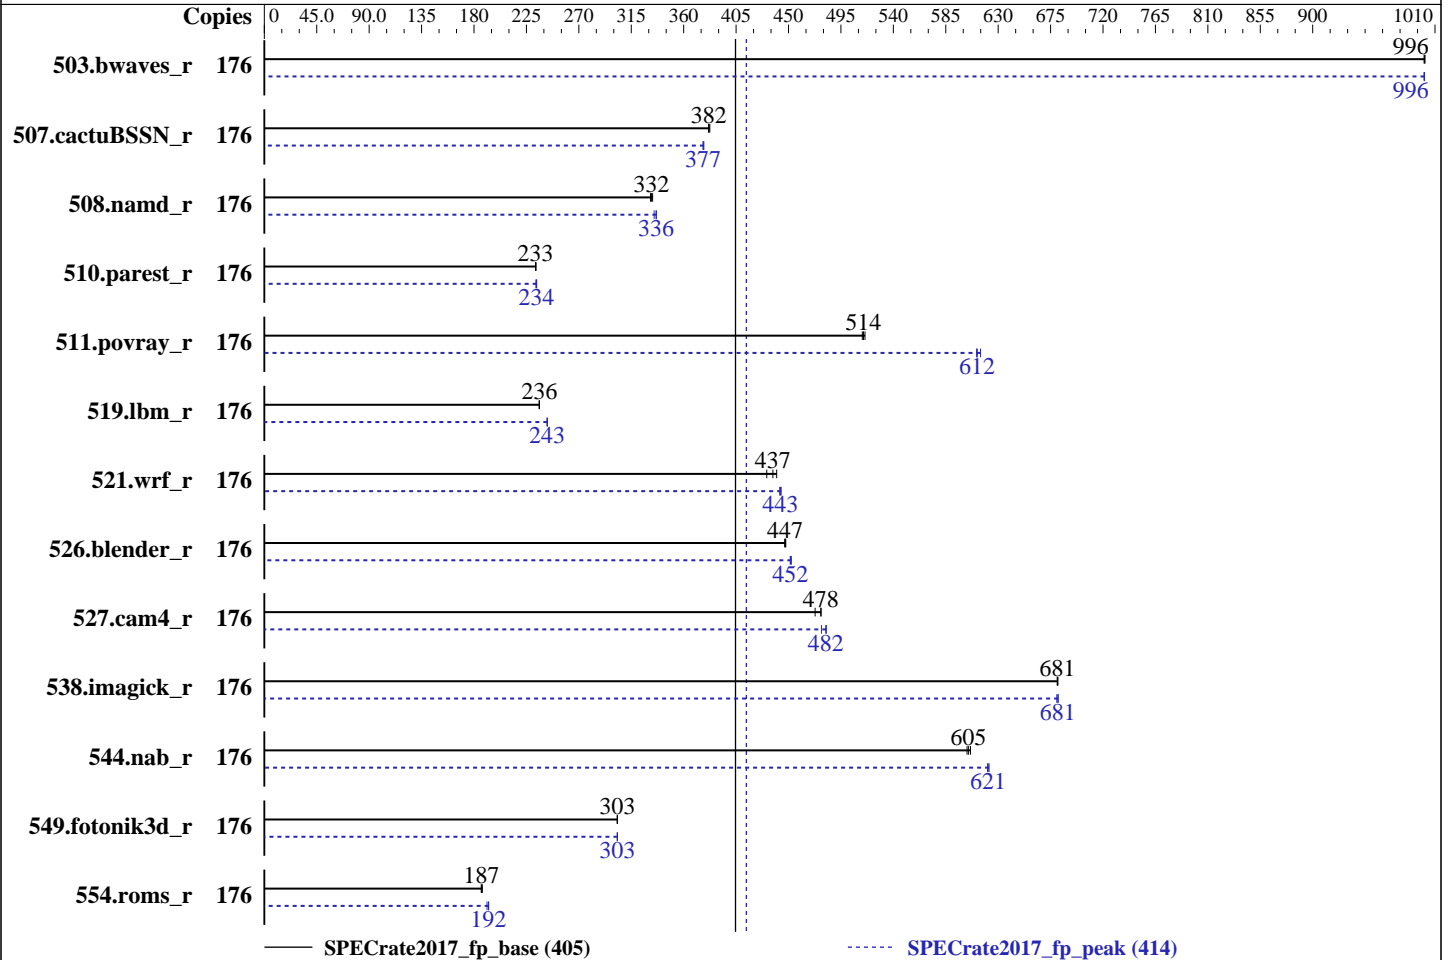 Copies 0 45.0 90.0 135 180 225 270 315 360 405 450 495 540 585 630 675 720 765 810 855 900 1010
503.bwaves_r 176 996
996
507.cactuBSSN_r 176 382
377
508.namd_r 176 332
336
510.parest_r 176 233
234
511.povray_r 176 514
612
519.lbm_r 176 236
243
521.wrf_r 176 437
443
526.blender_r 176 447
452
527.cam4_r 176 478
482
538.imagick_r 176 681
681
544.nab_r 176 605
621
549.fotonik3d_r 176 303
303
554.roms_r 176 187
192
SPECrate2017_fp_base (405) SPECrate2017_fp_peak (414)